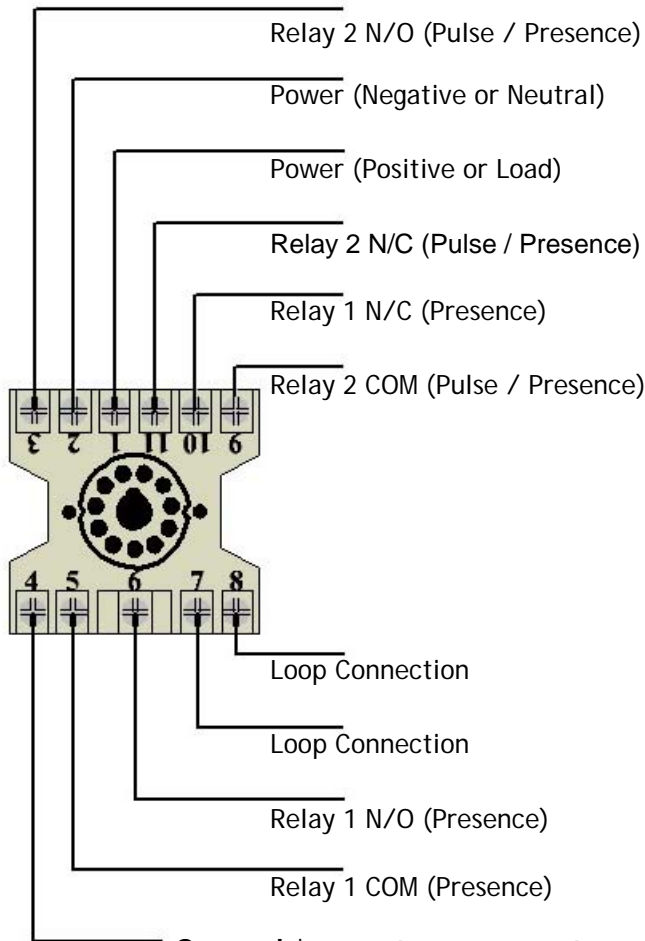 Relay 2 N/O (Pulse / Presence)
Power (Negative or Neutral)
Power (Positive or Load)
Relay 2 N/C (Pulse / Presence)
Relay 1 N/C (Presence)
Relay 2 COM (Pulse / Presence)
3 2 1 11 10 9
4 5 6 7 8
Loop Connection
Loop Connection
Relay 1 N/O (Presence)
Relay 1 COM (Presence)